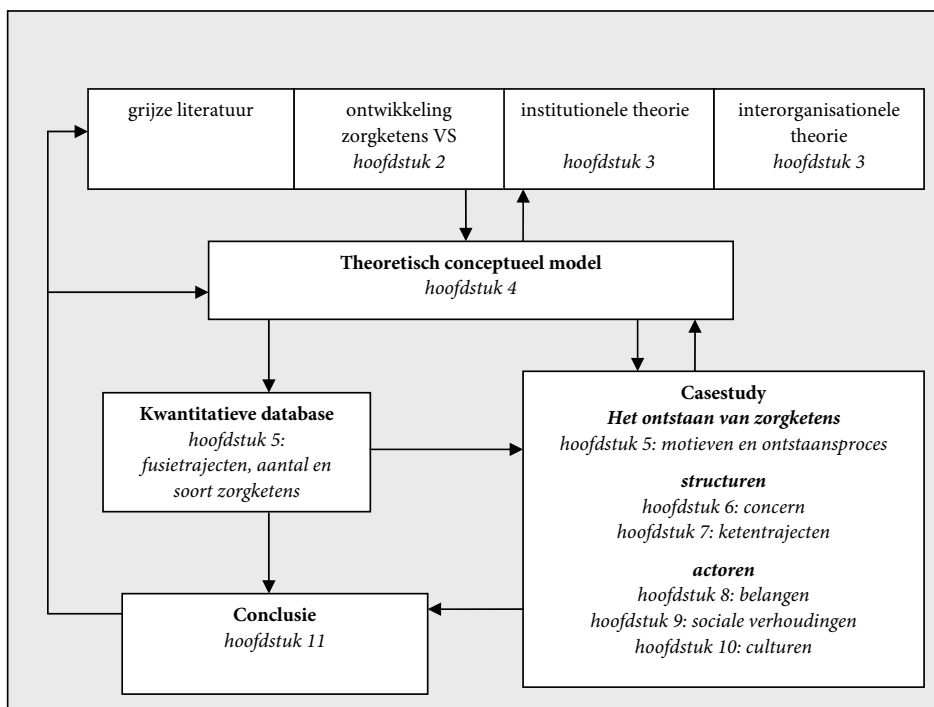 grijze literatuur
ontwikkeling
zorgketens VS
hoofdstuk 2
institutionele theorie
hoofdstuk 3
interorganisationele
theorie
hoofdstuk 3
Theoretisch conceptueel model
hoofdstuk 4
Kwantitatieve database
hoofdstuk 5:
fusietrajecten, aantal en
soort zorgketens
Casestudy
Het ontstaan van zorgketens
hoofdstuk 5: motieven en ontstaansproces
structuren
hoofdstuk 6: concern
hoofdstuk 7: ketentrajecten
actoren
hoofdstuk 8: belangen
hoofdstuk 9: sociale verhoudingen
hoofdstuk 10: culturen
Conclusie
hoofdstuk 11